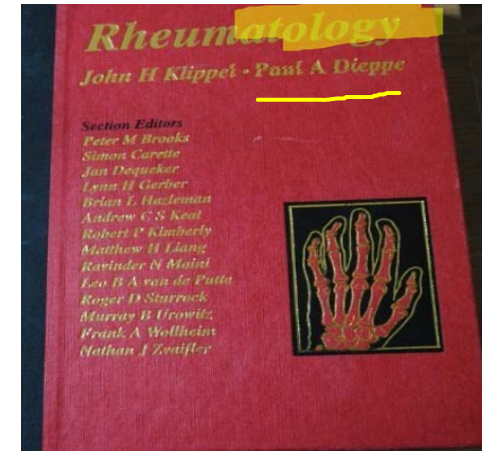 Rheumatology
John H Klippel • Paul A Dieppe
Section Editors
Peter M Brooks
Simon Carette
Jan Dequeker
Lynn H Gerber
Brian L Hazleman
Andrew C S Keat
Robert P Kimberly
Matthew H Liang
Ravinder N Maini
Leo B A van de Putte
Roger D Sturrock
Murray B Urowitz
Frank A Wollheim
Nathan J Zvaifler